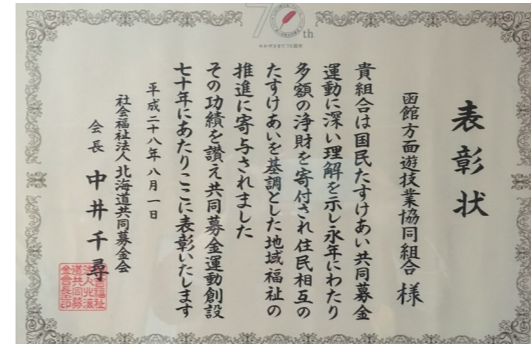 70th
表彰状
函館方面遊技業協同組合 様
貴組合は国民たすけあい共同募金
運動に深い理解を示し永年にわたり
多額の浄財を寄付され住民相互の
たすけあいを基調とした地域福祉の
推進に寄与されました
その功績を讃え共同募金運動創設
七十年にあたりここに表彰いたします
平成二十八年八月一日
社会福祉法人 北海道共同募金会
会長 中井千尋